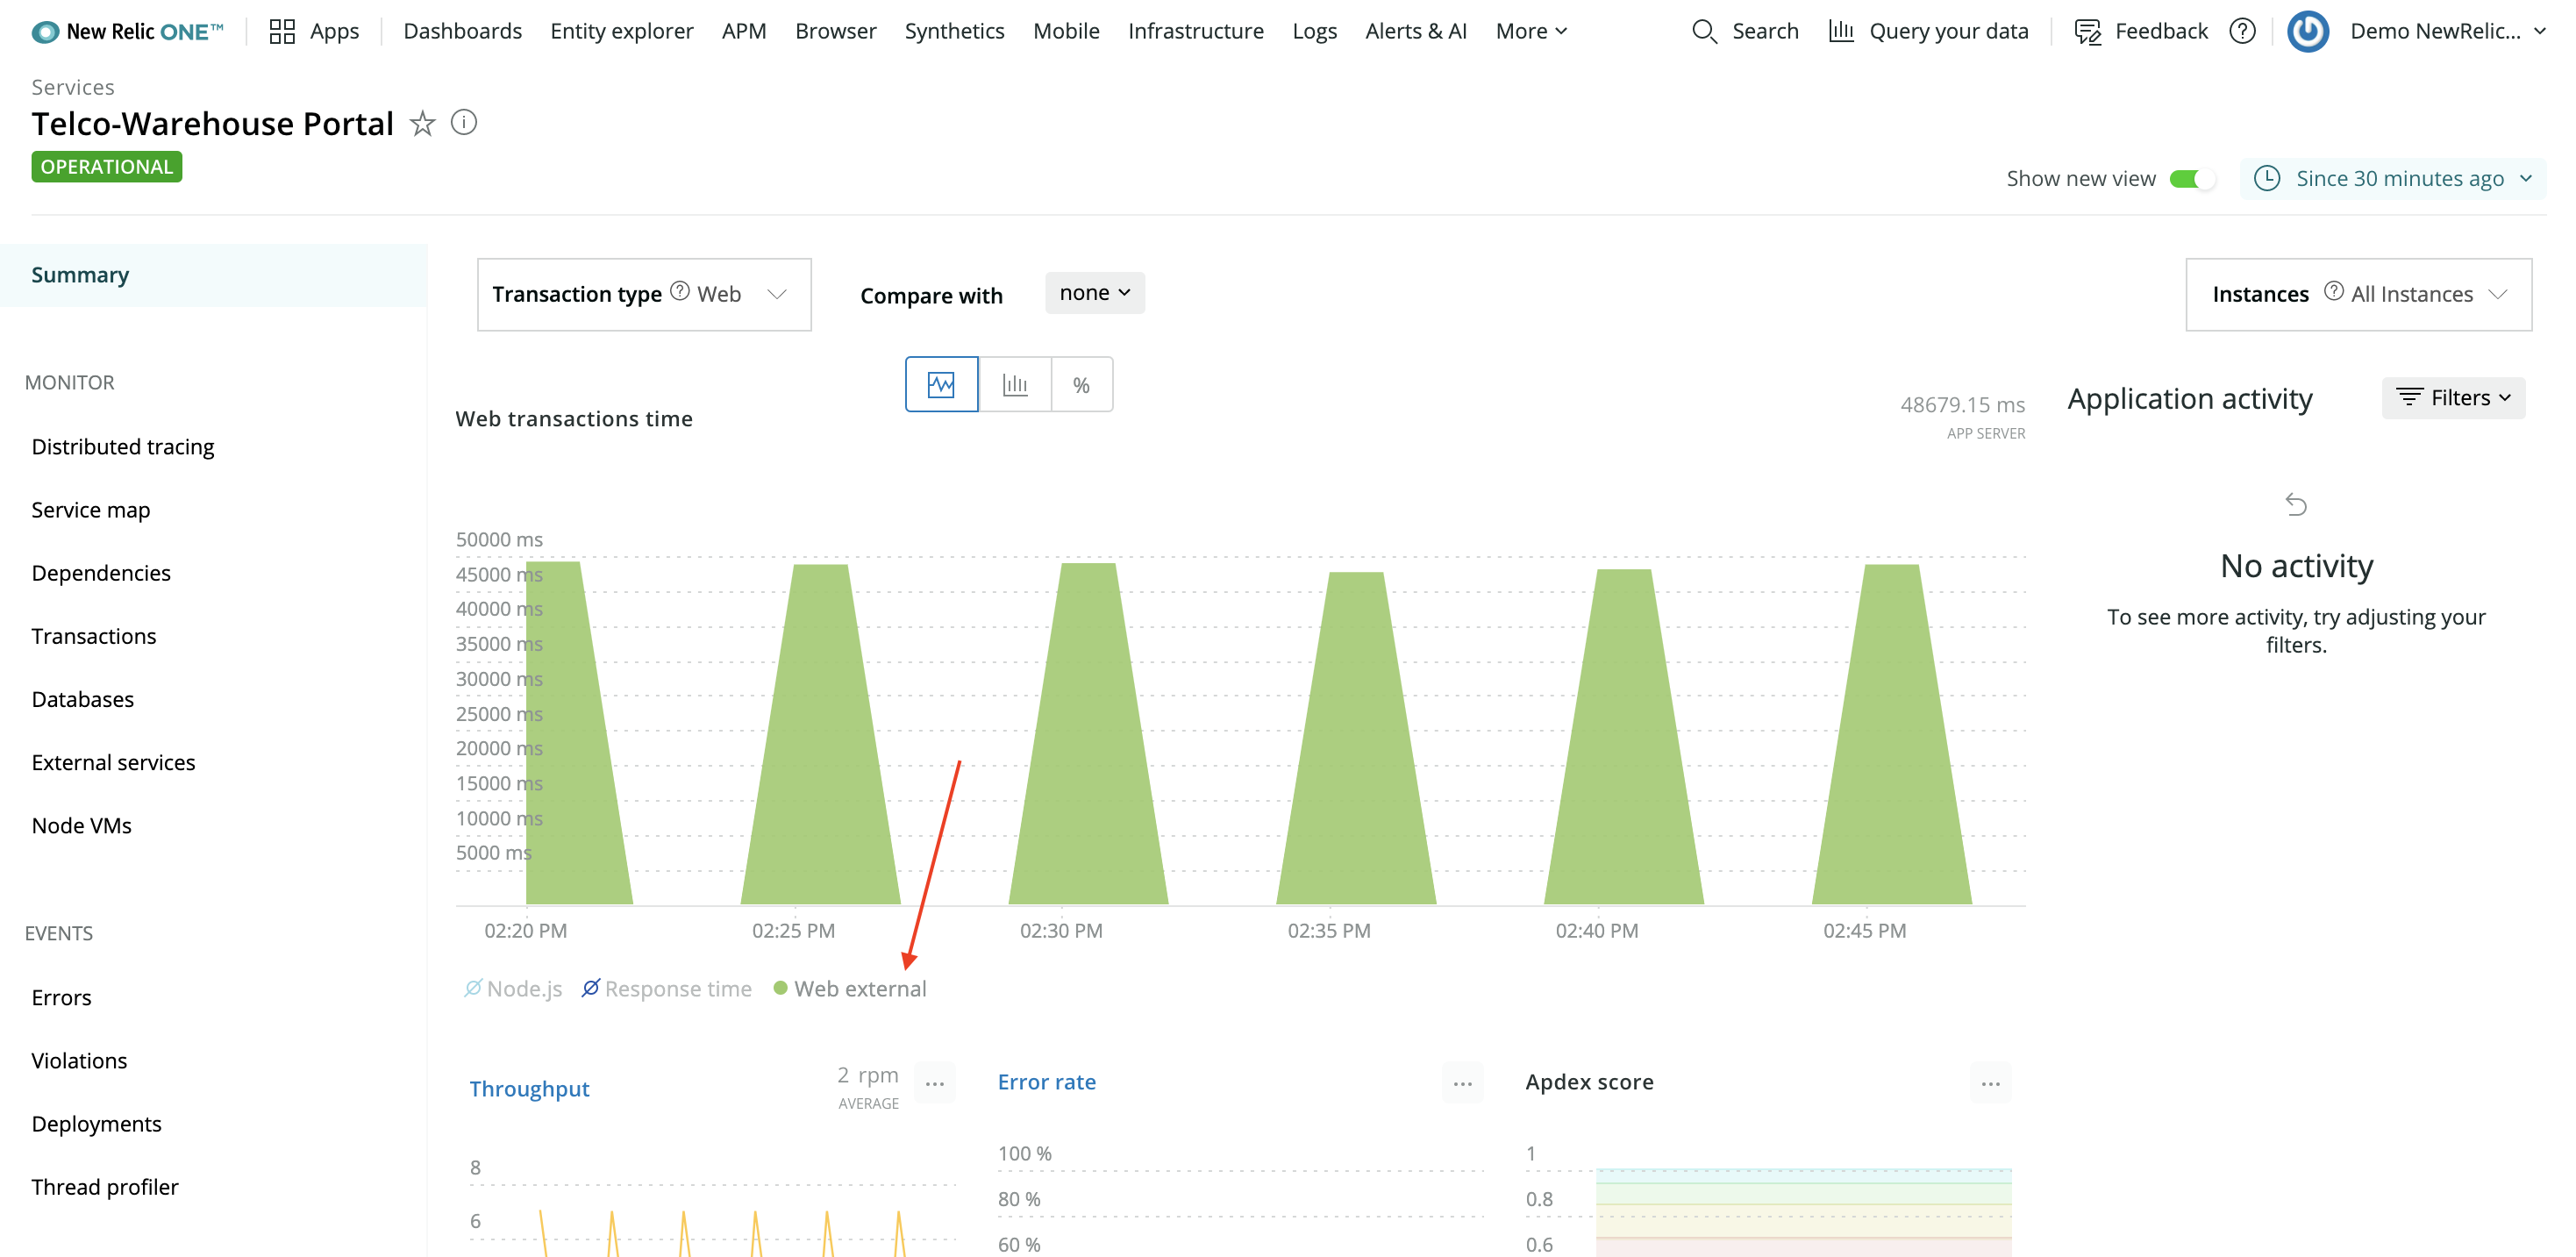 New Relic ONE™ Apps Dashboards Entity explorer APM Browser Synthetics Mobile Infrastructure Logs Alerts & AI More Search Query your data Feedback ? Demo NewRelic...
Services
Telco-Warehouse Portal i
OPERATIONAL
Show new view Since 30 minutes ago
Summary
MONITOR
Distributed tracing
Service map
Dependencies
Transactions
Databases
External services
Node VMs
EVENTS
Errors
Violations
Deployments
Thread profiler
Transaction type ? Web
Compare with none
Instances ? All Instances
%
Web transactions time
48679.15 ms
APP SERVER
50000 ms
45000 ms
40000 ms
35000 ms
30000 ms
25000 ms
20000 ms
15000 ms
10000 ms
5000 ms
02:20 PM 02:25 PM 02:30 PM 02:35 PM 02:40 PM 02:45 PM
Node.js Response time Web external
Application activity Filters
No activity
To see more activity, try adjusting your
filters.
Throughput
2 rpm
AVERAGE
...
8
6
Error rate ...
100 %
80 %
60 %
Apdex score ...
1
0.8
0.6